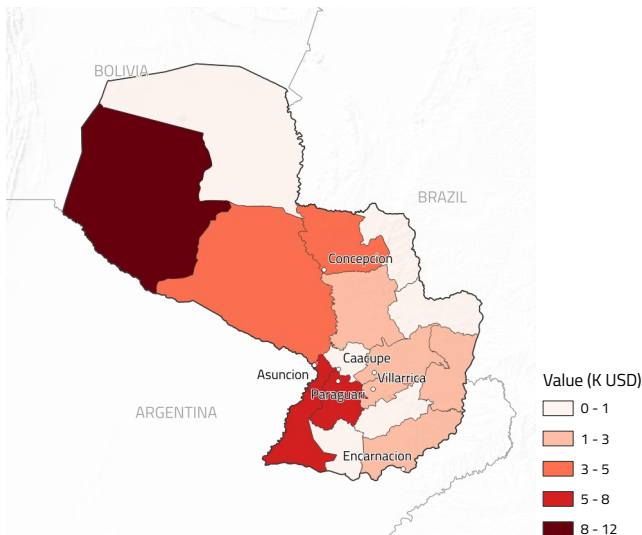 BOLIVIA
BRAZIL
Concepcion
Caacupe
Asuncion
Villarrica
Paraguari
ARGENTINA
Encarnacion
Value (K USD)
0 - 1
1 - 3
3 - 5
5 - 8
8 - 12